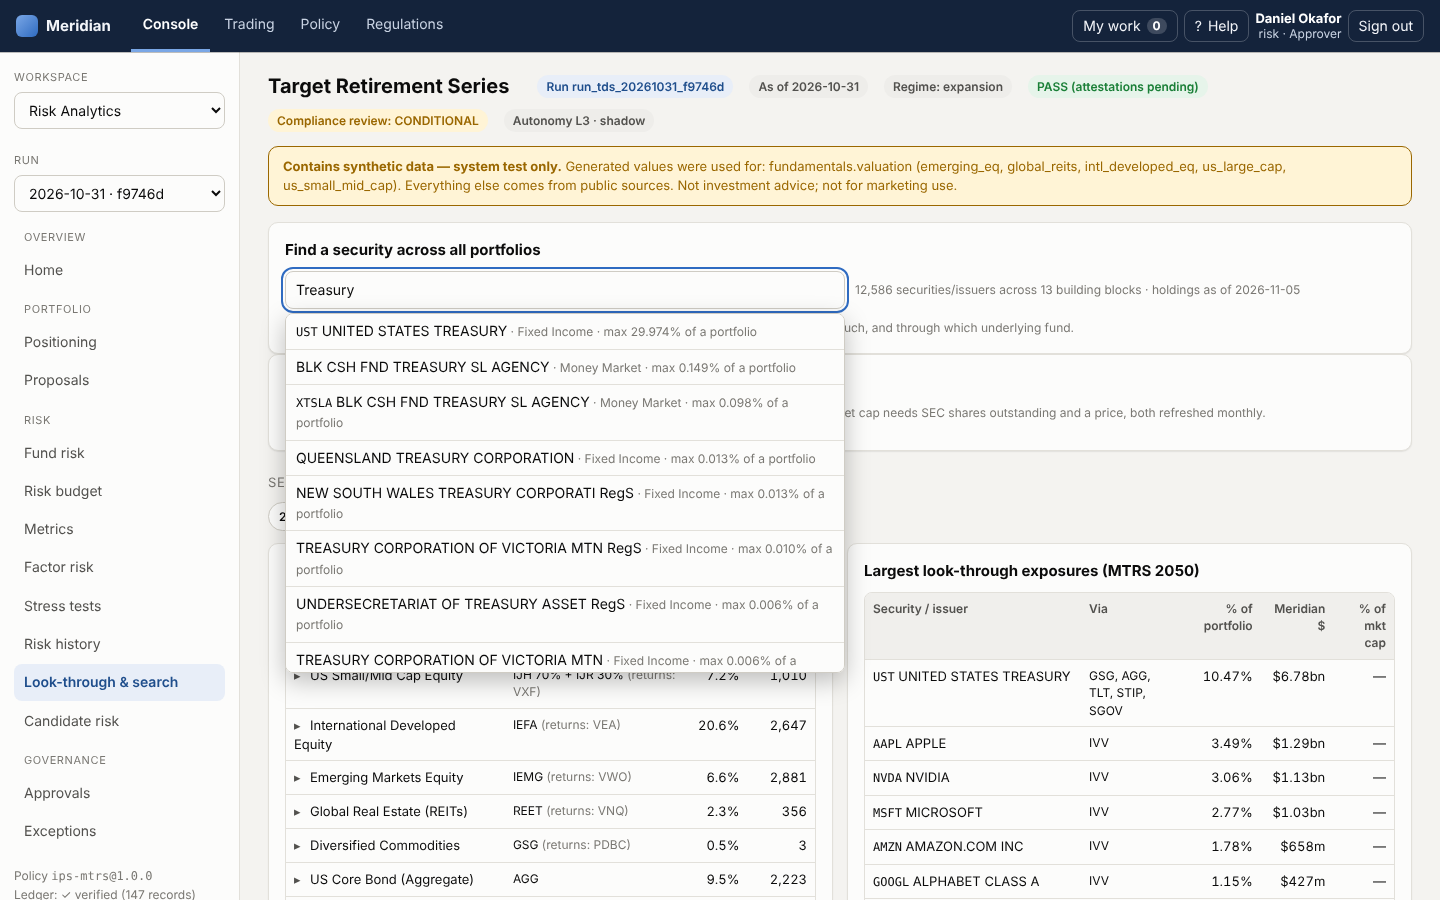 Meridian
Console
Trading
Policy
Regulations
My work 0
? Help
Daniel Okafor
risk · Approver
Sign out
WORKSPACE
Risk Analytics
RUN
2026-10-31 · f9746d
OVERVIEW
Home
PORTFOLIO
Positioning
Proposals
RISK
Fund risk
Risk budget
Metrics
Factor risk
Stress tests
Risk history
Look-through & search
Candidate risk
GOVERNANCE
Approvals
Exceptions
Policy ips-mtrs@1.0.0
Ledger: ✓ verified (147 records)
Target Retirement Series
Run run_tds_20261031_f9746d
As of 2026-10-31
Regime: expansion
PASS (attestations pending)
Compliance review: CONDITIONAL
Autonomy L3 · shadow
Contains synthetic data — system test only. Generated values were used for: fundamentals.valuation (emerging_eq, global_reits, intl_developed_eq, us_large_cap,
us_small_mid_cap). Everything else comes from public sources. Not investment advice; not for marketing use.
Find a security across all portfolios
Treasury
12,586 securities/issuers across 13 building blocks · holdings as of 2026-11-05
uch, and through which underlying fund.
et cap needs SEC shares outstanding and a price, both refreshed monthly.
UST UNITED STATES TREASURY · Fixed Income · max 29.974% of a portfolio
BLK CSH FND TREASURY SL AGENCY · Money Market · max 0.149% of a portfolio
XTSLA BLK CSH FND TREASURY SL AGENCY · Money Market · max 0.098% of a
portfolio
QUEENSLAND TREASURY CORPORATION · Fixed Income · max 0.013% of a portfolio
NEW SOUTH WALES TREASURY CORPORATI RegS · Fixed Income · max 0.013% of a
portfolio
TREASURY CORPORATION OF VICTORIA MTN RegS · Fixed Income · max 0.010% of a
portfolio
UNDERSECRETARIAT OF TREASURY ASSET RegS · Fixed Income · max 0.006% of a
portfolio
TREASURY CORPORATION OF VICTORIA MTN · Fixed Income · max 0.006% of a
SE
2
▸ US Small/Mid Cap Equity IJH 70% + IJR 30% (returns: 7.2% 1,010
VXF)
▸ International Developed IEFA (returns: VEA) 20.6% 2,647
Equity
▸ Emerging Markets Equity IEMG (returns: VWO) 6.6% 2,881
▸ Global Real Estate (REITs) REET (returns: VNQ) 2.3% 356
▸ Diversified Commodities GSG (returns: PDBC) 0.5% 3
▸ US Core Bond (Aggregate) AGG 9.5% 2,223
Largest look-through exposures (MTRS 2050)
Security / issuer Via % of Meridian % of
portfolio $ mkt
cap
UST UNITED STATES TREASURY GSG, AGG, 10.47% $6.78bn —
TLT, STIP,
SGOV
AAPL APPLE IVV 3.49% $1.29bn —
NVDA NVIDIA IVV 3.06% $1.13bn —
MSFT MICROSOFT IVV 2.77% $1.03bn —
AMZN AMAZON.COM INC IVV 1.78% $658m —
GOOGL ALPHABET CLASS A IVV 1.15% $427m —